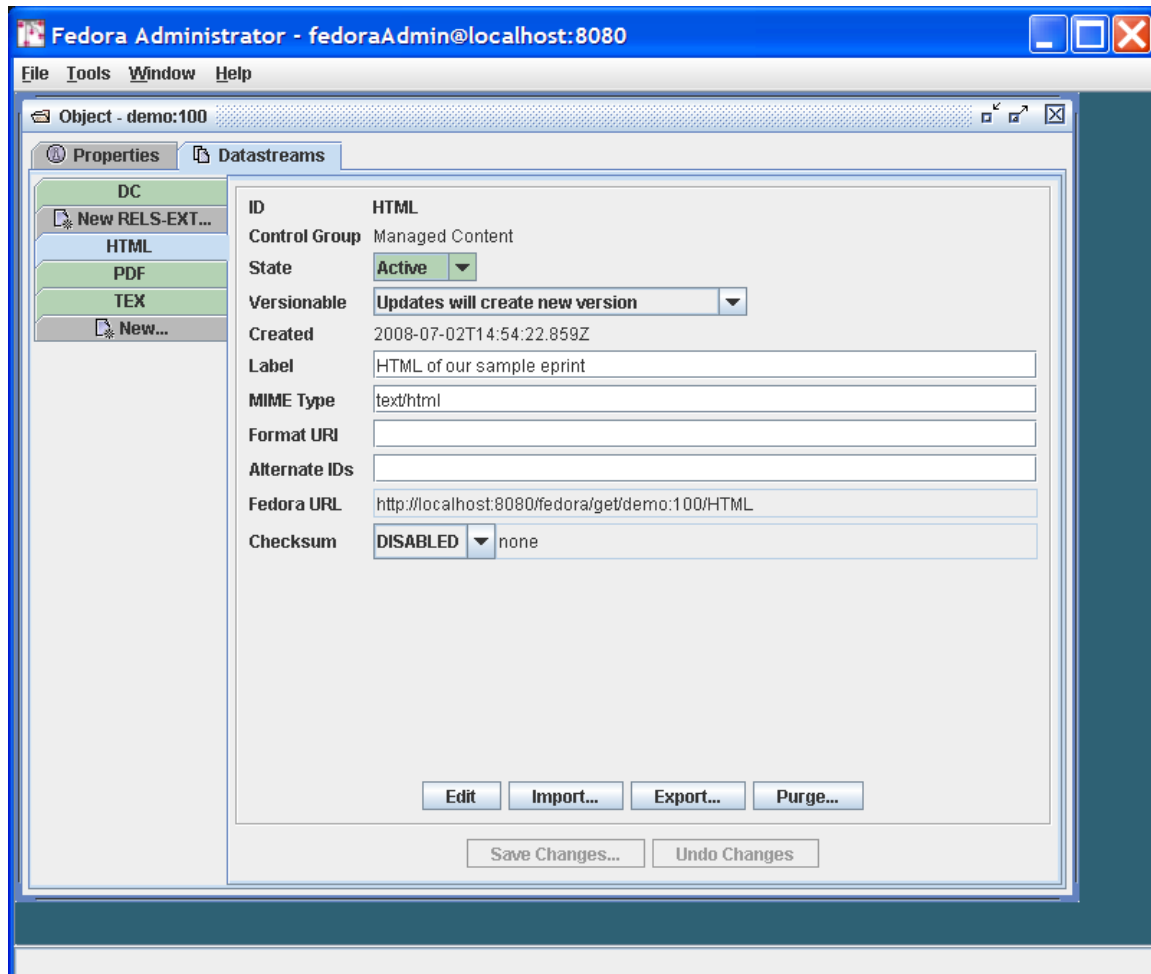 Fedora Administrator - fedoraAdmin@localhost:8080
File Tools Window Help
Object - demo:100
Properties Datastreams
DC
New RELS-EXT...
HTML
PDF
TEX
New...
ID HTML
Control Group Managed Content
State Active
Versionable Updates will create new version
Created 2008-07-02T14:54:22.859Z
Label HTML of our sample eprint
MIME Type text/html
Format URI
Alternate IDs
Fedora URL http://localhost:8080/fedora/get/demo:100/HTML
Checksum DISABLED none
Edit Import... Export... Purge...
Save Changes... Undo Changes